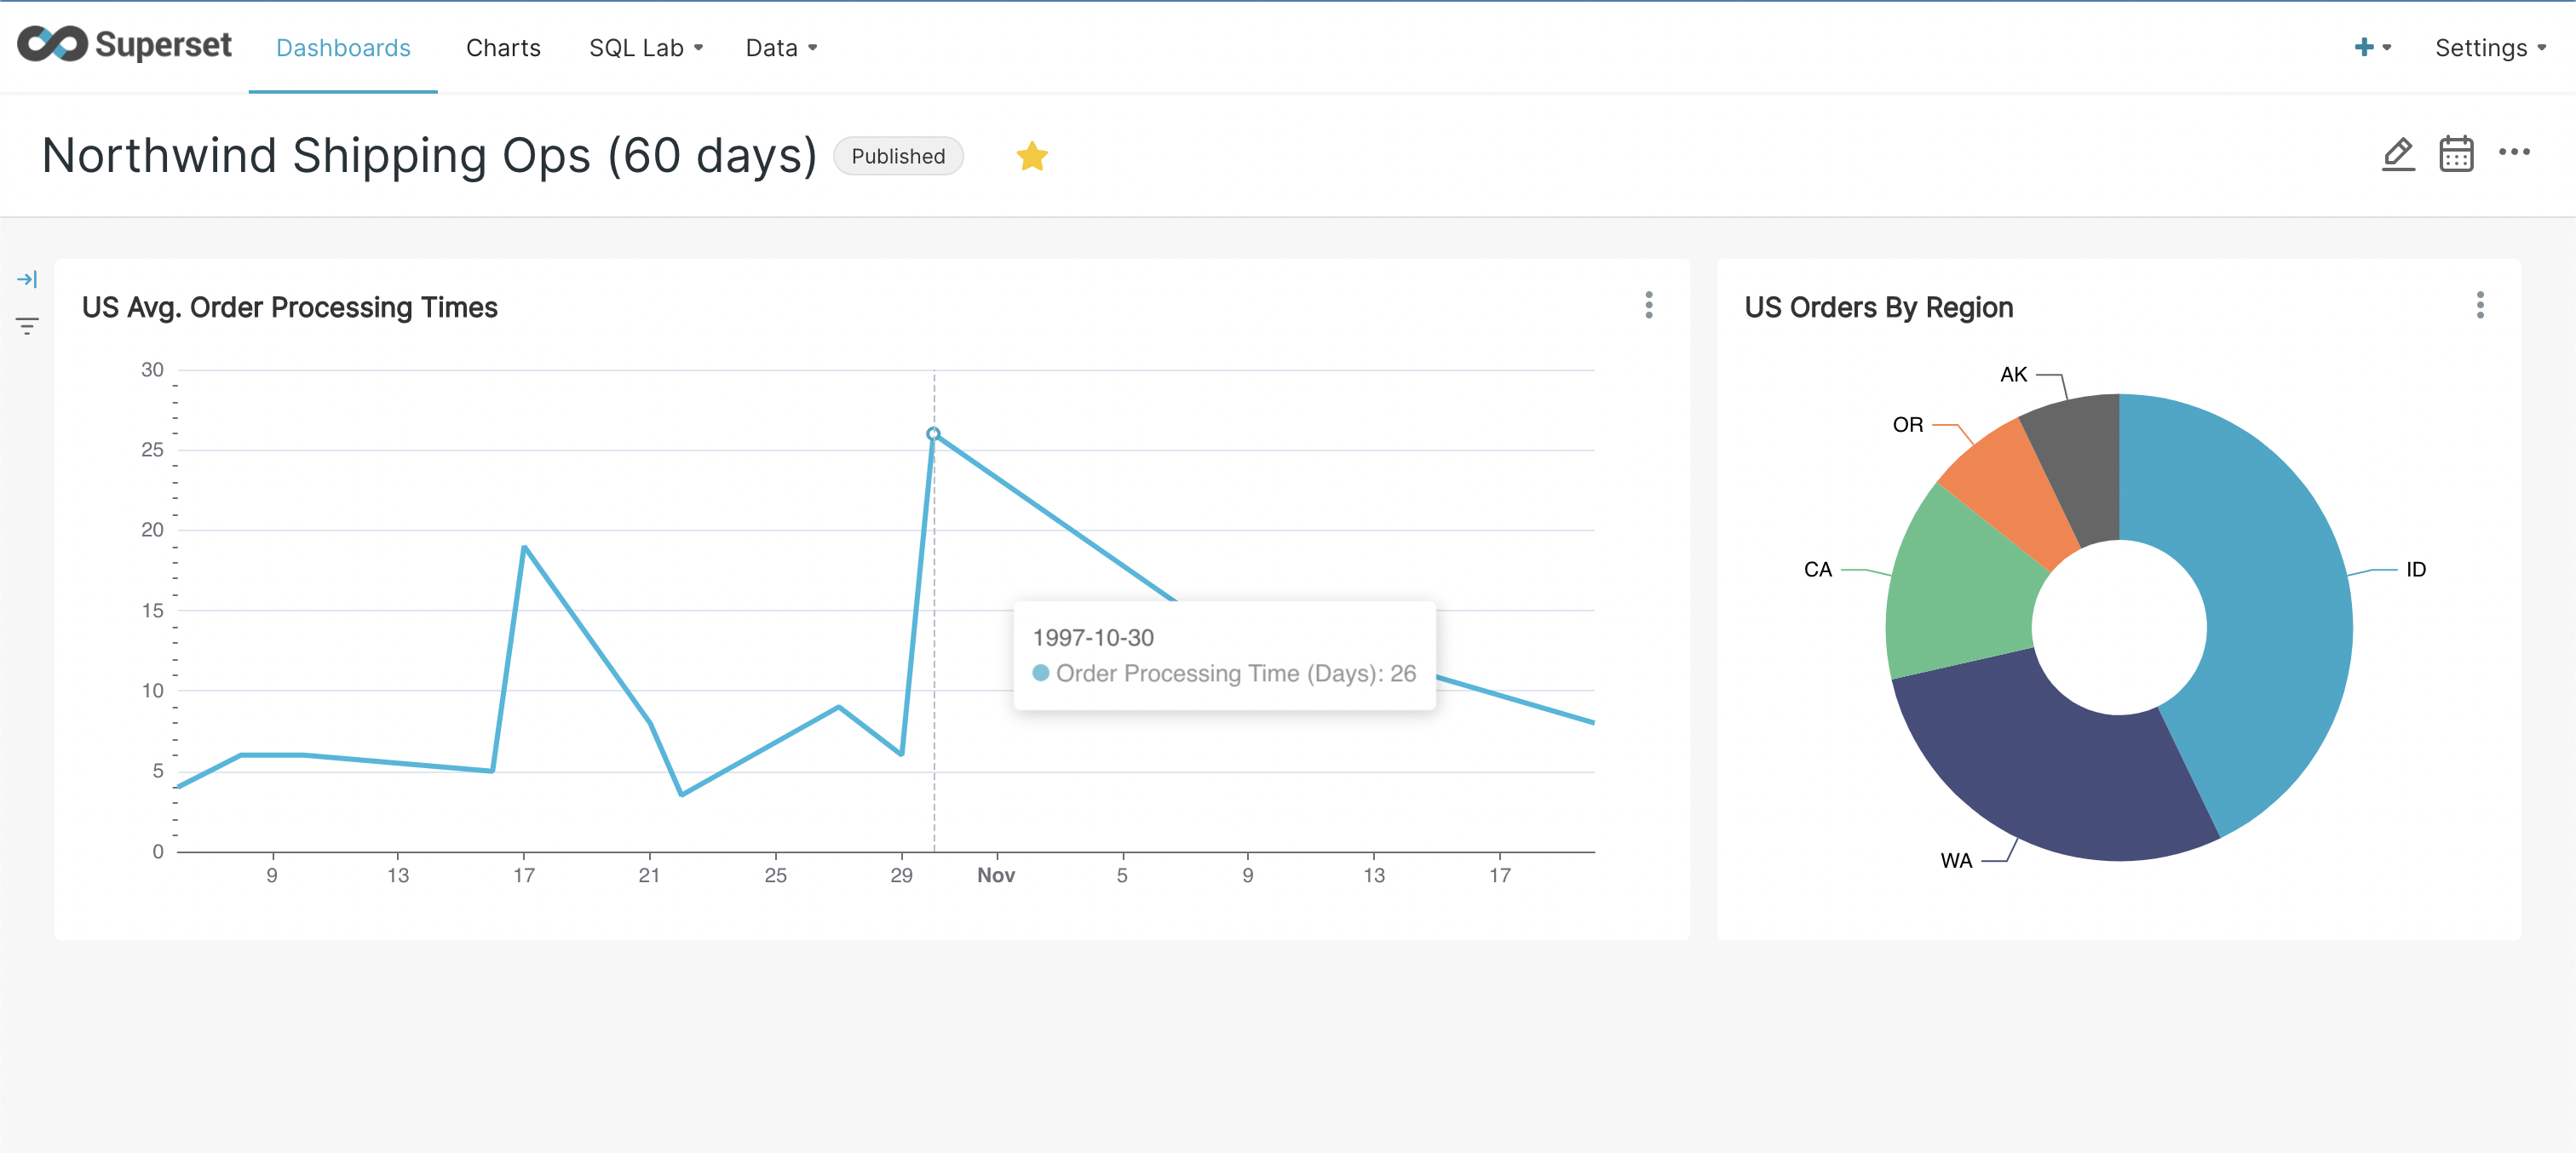 Superset Dashboards Charts SQL Lab Data Settings
Northwind Shipping Ops (60 days) Published
US Avg. Order Processing Times
30
25
20
15
10
5
0
9 13 17 21 25 29 Nov 5 9 13 17
1997-10-30
Order Processing Time (Days): 26
US Orders By Region
AK
OR
CA
ID
WA